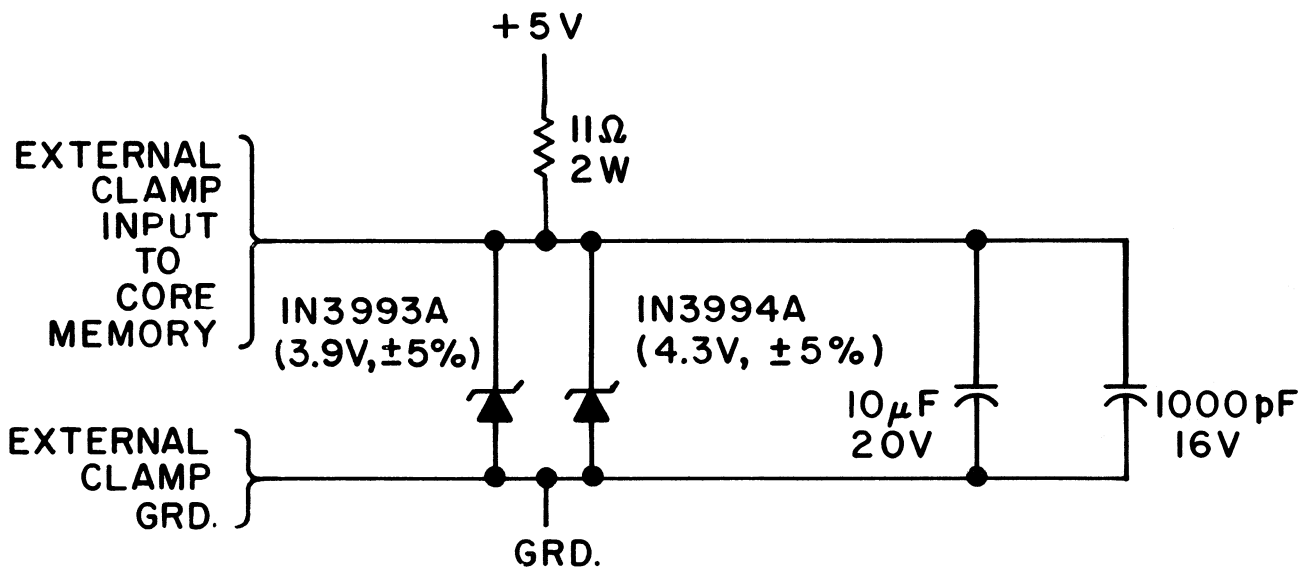 +5V
11Ω
2W
EXTERNAL
CLAMP
INPUT
TO
CORE
MEMORY
IN3993A
(3.9V,±5%)
IN3994A
(4.3V, ±5%)
10μF
20V
1000pF
16V
EXTERNAL
CLAMP
GRD.
GRD.